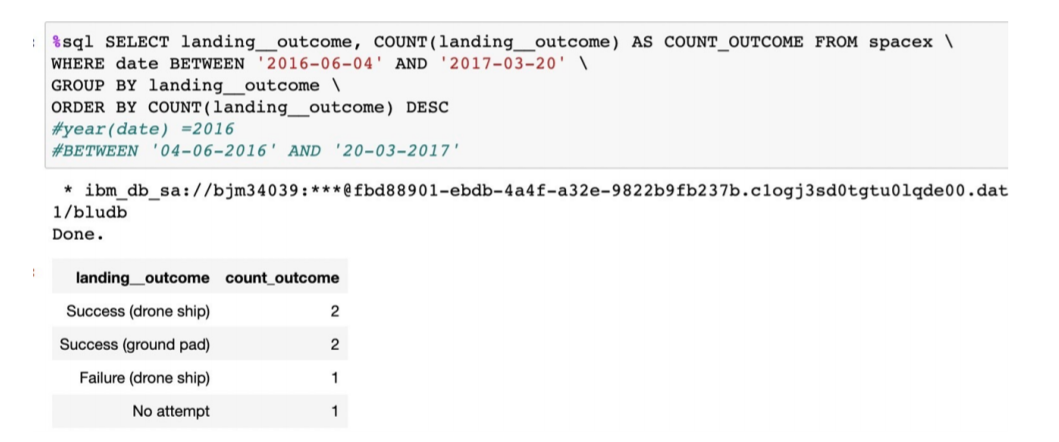 %sql SELECT landing__outcome, COUNT(landing__outcome) AS COUNT_OUTCOME FROM spacex \
WHERE date BETWEEN '2016-06-04' AND '2017-03-20' \
GROUP BY landing__outcome \
ORDER BY COUNT(landing__outcome) DESC
#year(date) =2016
#BETWEEN '04-06-2016' AND '20-03-2017'
* ibm_db_sa://bjm34039:***@fbd88901-ebdb-4a4f-a32e-9822b9fb237b.c1ogj3sd0tgtu0lqde00.dat
1/bludb
Done.
landing__outcome count_outcome
Success (drone ship) 2
Success (ground pad) 2
Failure (drone ship) 1
No attempt 1